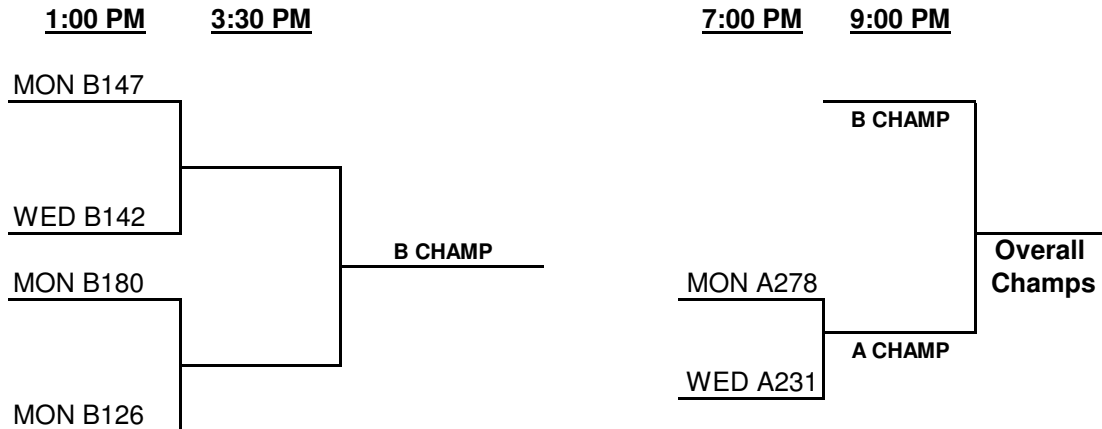 1:00 PM 3:30 PM 7:00 PM 9:00 PM
MON B147
B CHAMP
WED B142
B CHAMP
Overall
MON B180 MON A278 Champs
A CHAMP
WED A231
MON B126